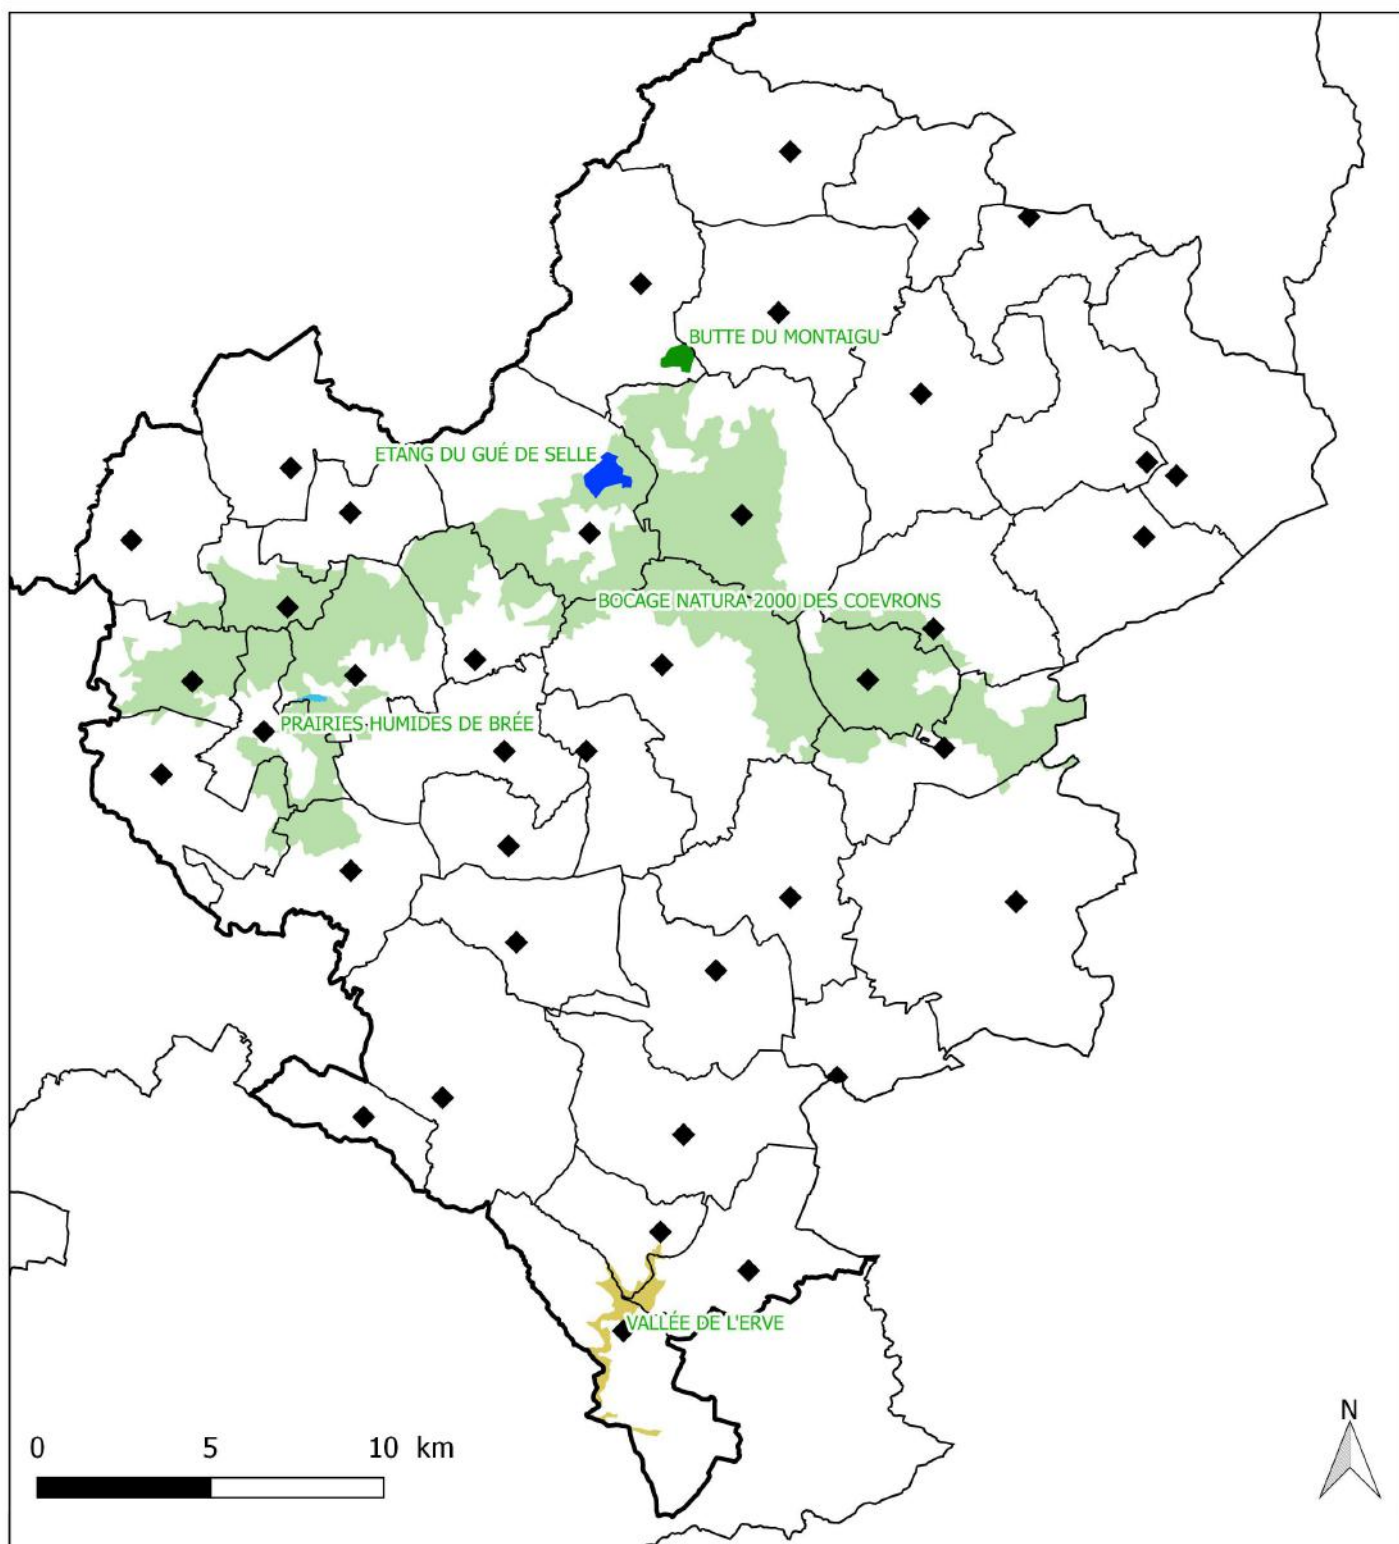 BUTTE DU MONTAIGU
ETANG DU GUÉ DE SELLE
BOCAGE NATURA 2000 DES COEVRONS
PRAIRIES HUMIDES DE BRÉE
VALLÉE DE L'ERVE
N
0 5 10 km